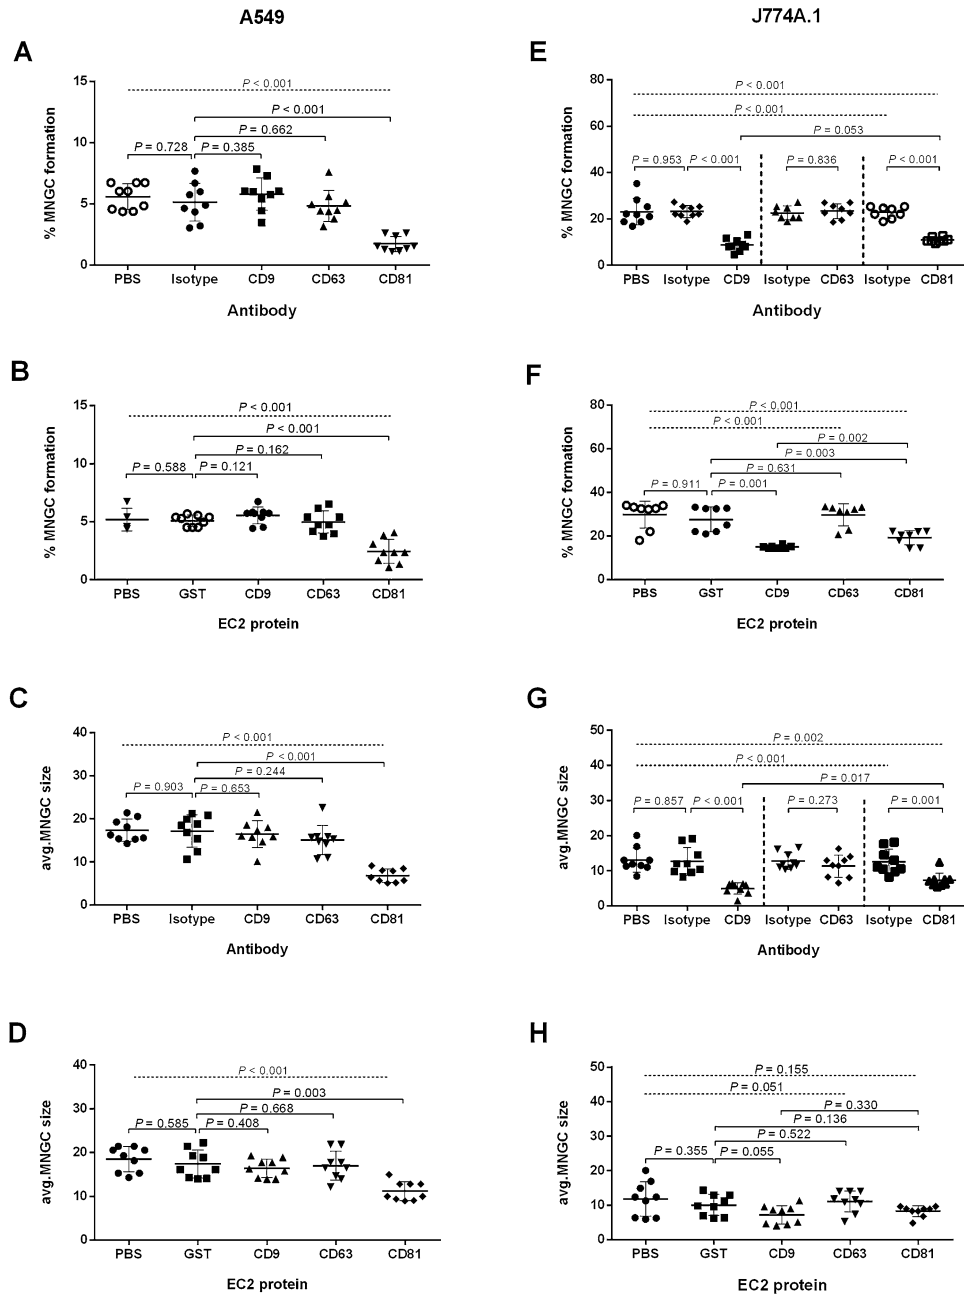 A549
J774A.1
A
% MNGC formation
15
10
5
0
P < 0.001
P < 0.001
P = 0.662
P = 0.728
P = 0.385
PBS Isotype CD9 CD63 CD81
Antibody
E
% MNGC formation
80
60
40
20
0
P < 0.001
P < 0.001
P = 0.053
P = 0.953
P < 0.001
P = 0.836
P < 0.001
PBS Isotype CD9 Isotype CD63 Isotype CD81
Antibody
B
% MNGC formation
15
10
5
0
P < 0.001
P < 0.001
P = 0.162
P = 0.588
P = 0.121
PBS GST CD9 CD63 CD81
EC2 protein
F
% MNGC formation
80
60
40
20
0
P < 0.001
P < 0.001
P = 0.002
P = 0.003
P = 0.631
P = 0.911
P = 0.001
PBS GST CD9 CD63 CD81
EC2 protein
C
avg.MNGC size
40
30
20
10
0
P < 0.001
P < 0.001
P = 0.244
P = 0.903
P = 0.653
PBS Isotype CD9 CD63 CD81
Antibody
G
avg.MNGC size
50
40
30
20
10
0
P = 0.002
P < 0.001
P = 0.017
P = 0.857
P < 0.001
P = 0.273
P = 0.001
PBS Isotype CD9 Isotype CD63 Isotype CD81
Antibody
D
avg.MNGC size
40
30
20
10
0
P < 0.001
P = 0.003
P = 0.668
P = 0.585
P = 0.408
PBS GST CD9 CD63 CD81
EC2 protein
H
avg.MNGC size
50
40
30
20
10
0
P = 0.155
P = 0.051
P = 0.330
P = 0.136
P = 0.522
P = 0.355
P = 0.055
PBS GST CD9 CD63 CD81
EC2 protein